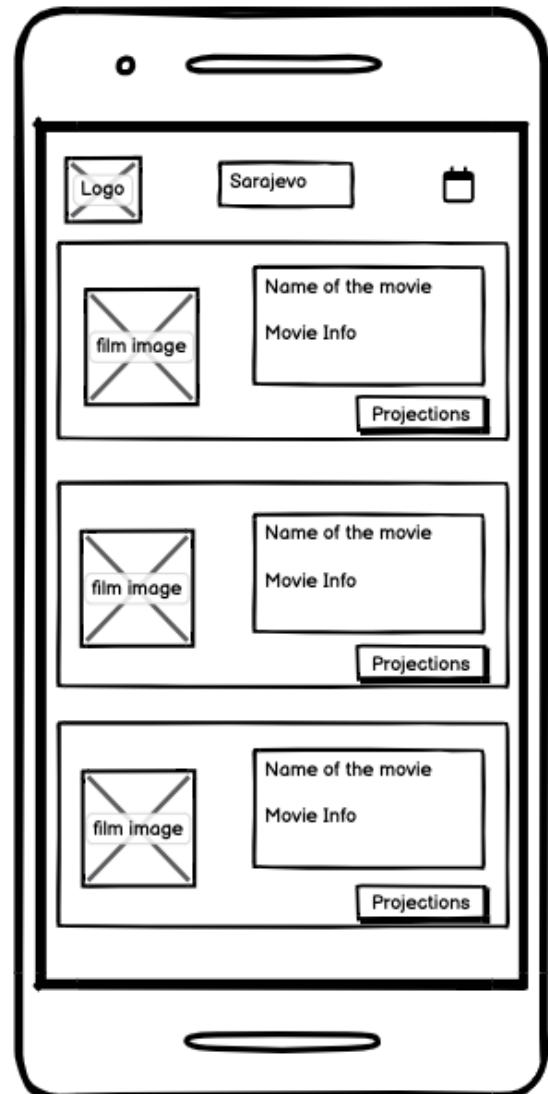 Logo
Sarajevo
film image
Name of the movie
Movie Info
Projections
film image
Name of the movie
Movie Info
Projections
film image
Name of the movie
Movie Info
Projections